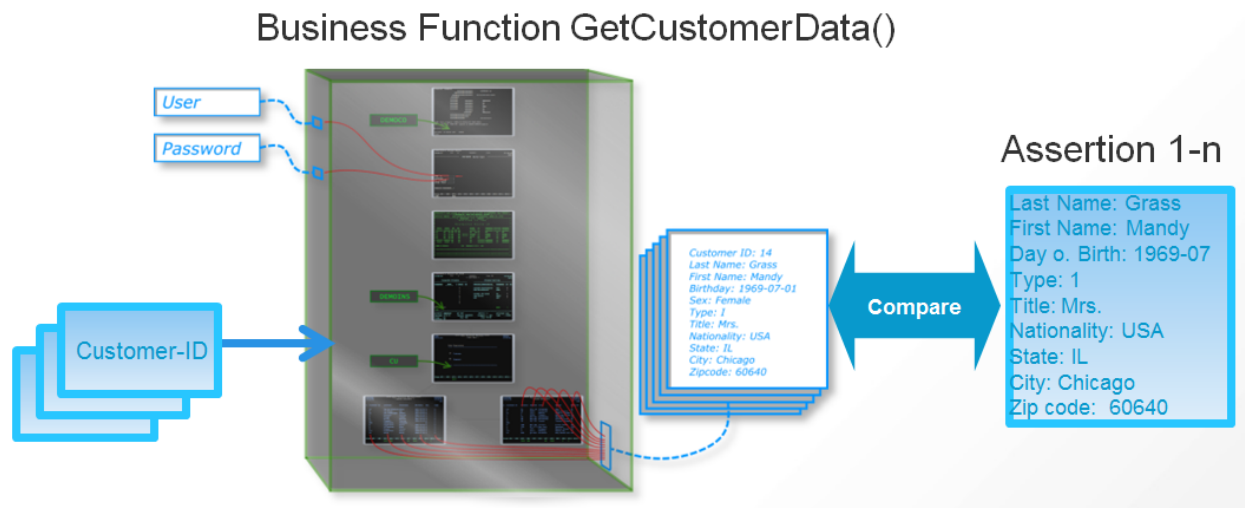 Business Function GetCustomerData()
User
Password
DEMOCO
COM-PLETE
DEMOINS
CU
Customer-ID
Customer ID: 14
Last Name: Grass
First Name: Mandy
Birthday: 1969-07-01
Sex: Female
Type: I
Title: Mrs.
Nationality: USA
State: IL
City: Chicago
Zipcode: 60640
Compare
Assertion 1-n
Last Name: Grass
First Name: Mandy
Day o. Birth: 1969-07
Type: 1
Title: Mrs.
Nationality: USA
State: IL
City: Chicago
Zip code:  60640